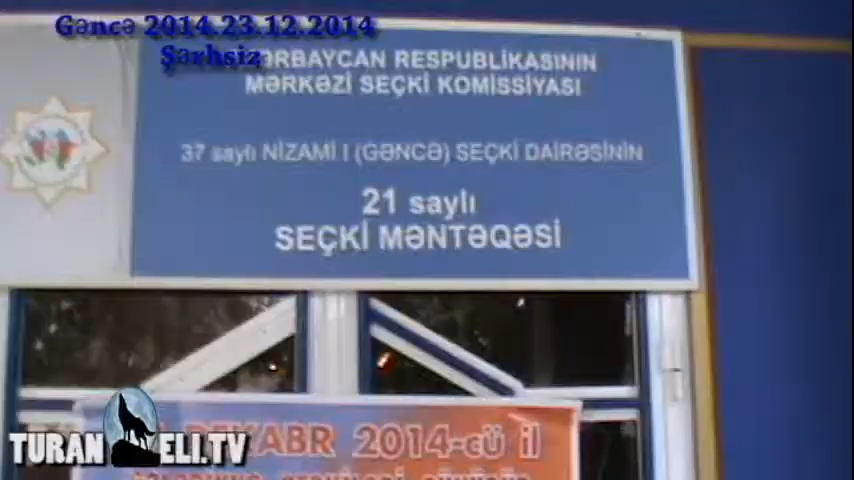 Gəncə 2014.23.12.2014
Şərhsiz
ƏRBAYCAN RESPUBLİKASININ
MƏRKƏZİ SEÇKİ KOMİSSİYASI
37 saylı NİZAMİ I (GƏNCƏ) SEÇKİ DAİRƏSİNİN
21 saylı
SEÇKİ MƏNTƏQƏSİ
DEKABR 2014-cü il
TURAN ELİ.TV